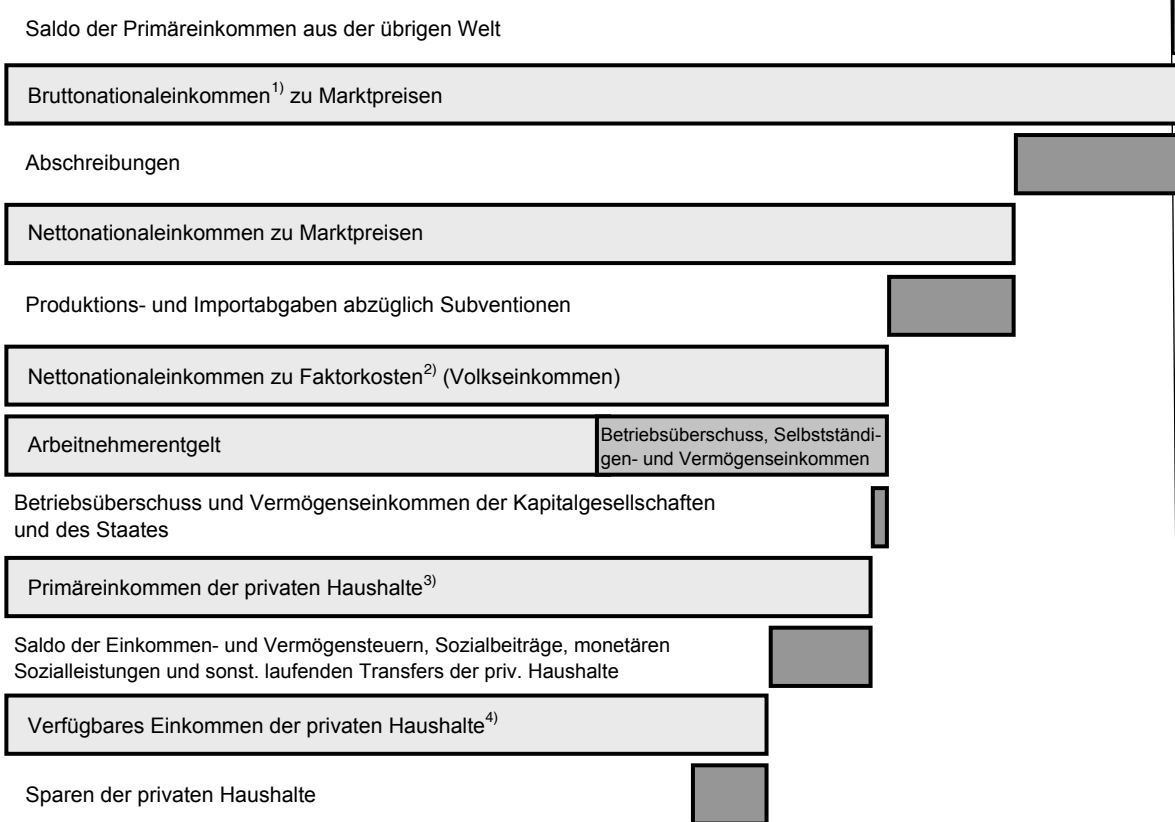 Saldo der Primäreinkommen aus der übrigen Welt
Bruttonationaleinkommen1) zu Marktpreisen
Abschreibungen
Nettonationaleinkommen zu Marktpreisen
Produktions- und Importabgaben abzüglich Subventionen
Nettonationaleinkommen zu Faktorkosten2) (Volkseinkommen)
Arbeitnehmerentgelt
Betriebsüberschuss, Selbstständi-
gen- und Vermögenseinkommen
Betriebsüberschuss und Vermögenseinkommen der Kapitalgesellschaften
und des Staates
Primäreinkommen der privaten Haushalte3)
Saldo der Einkommen- und Vermögensteuern, Sozialbeiträge, monetären
Sozialleistungen und sonst. laufenden Transfers der priv. Haushalte
Verfügbares Einkommen der privaten Haushalte4)
Sparen der privaten Haushalte